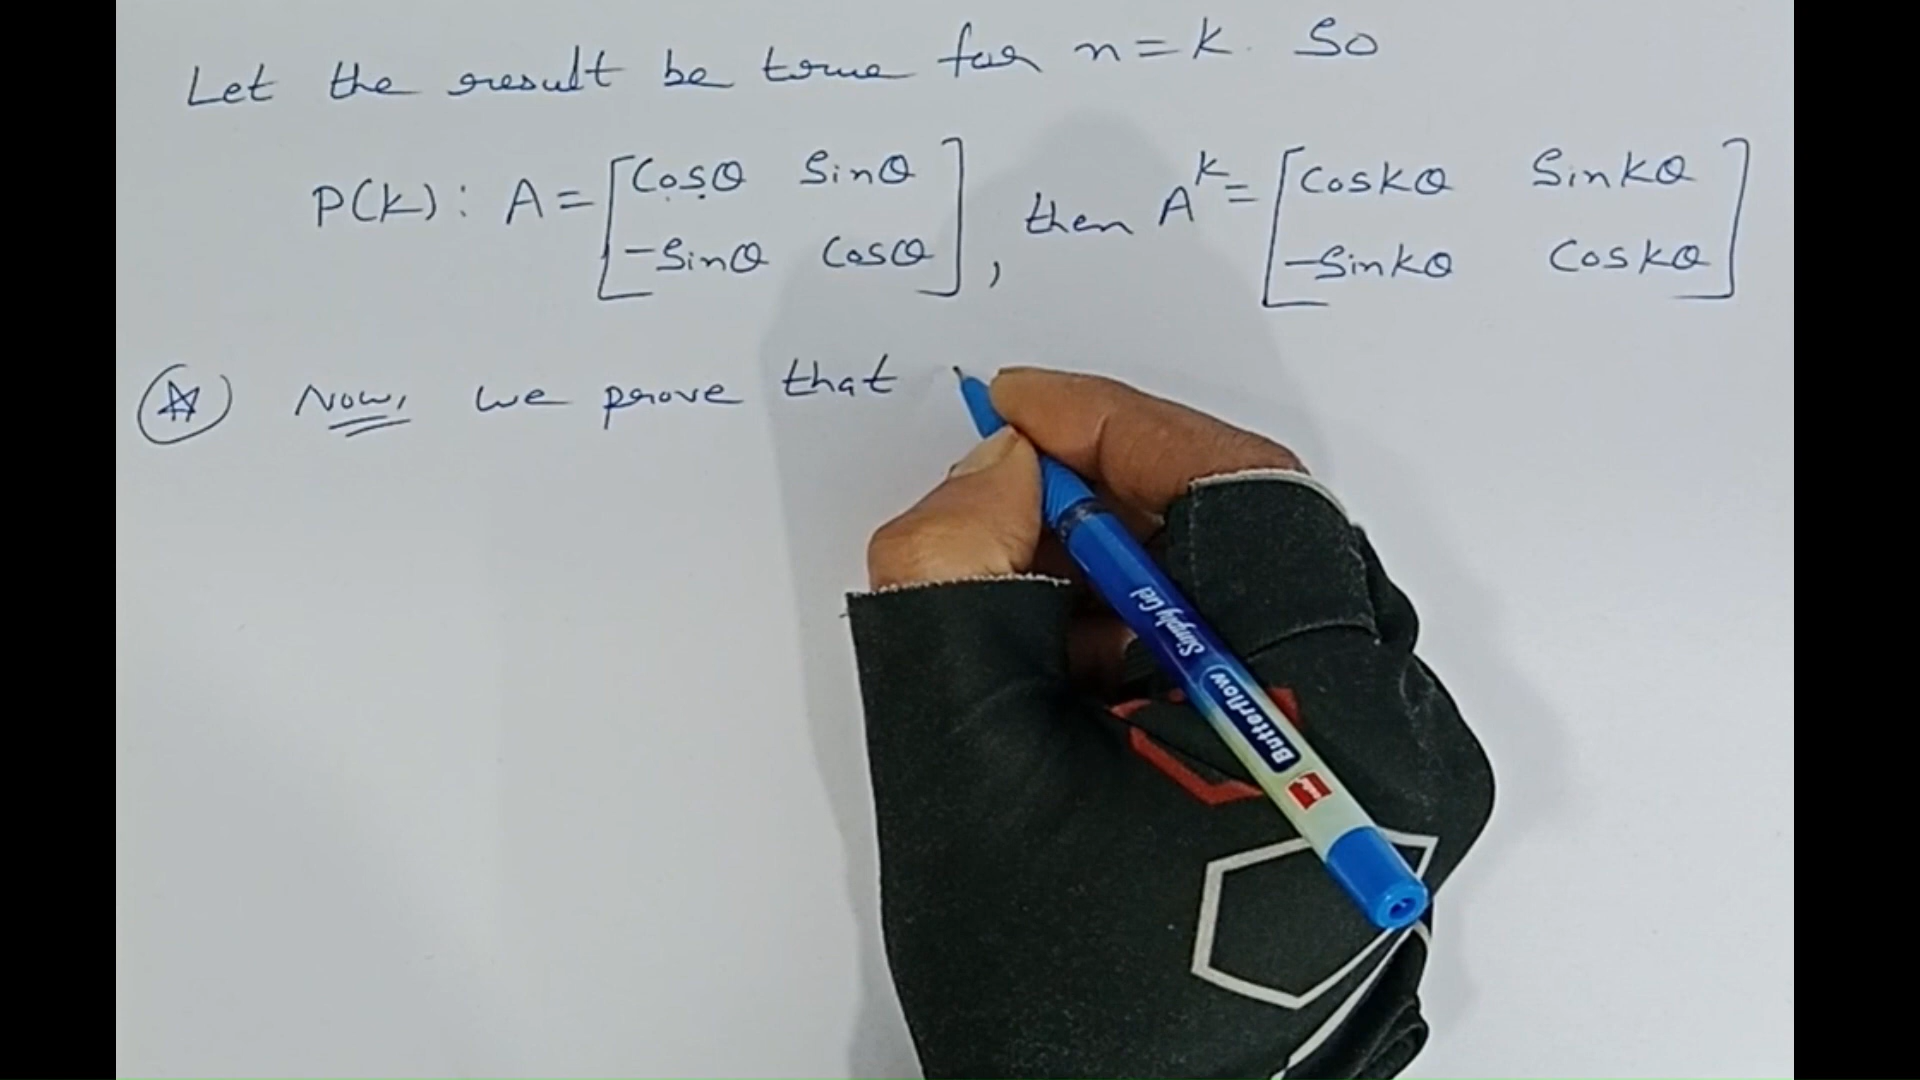 Let the result be true for n=k. So
P(k): A = [Cosθ Sinθ], then A^k = [Coskθ Sinkθ]
[-Sinθ Cosθ] [-Sinkθ Coskθ]
Now, we prove that
Simply Gel
Butterflow